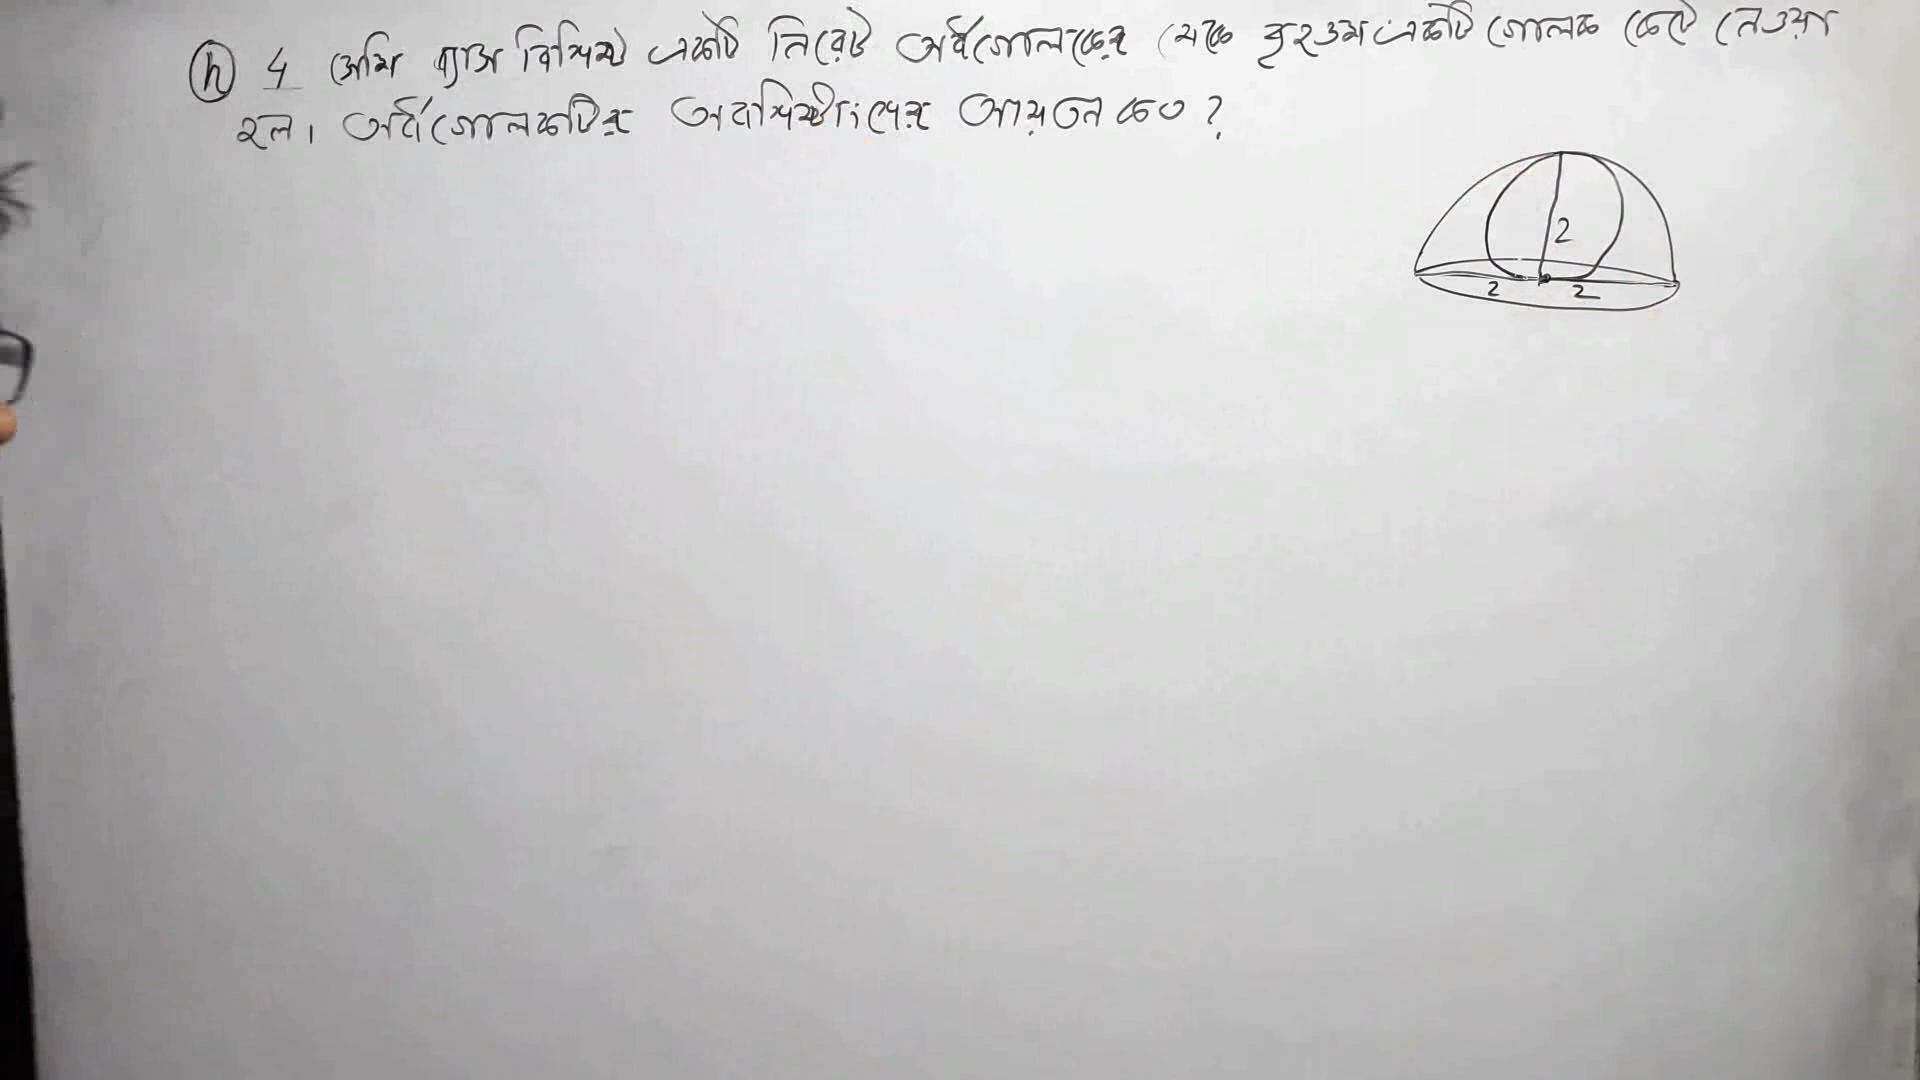 (h) 4 সেমি ব্যাস বিশিষ্ট একটি নিরেট অর্ধগোলকের থেকে বৃহত্তম একটি গোলক কেটে নেওয়া
হল। অর্ধগোলকটির অবশিষ্টাংশের আয়তন কত?
2
2 2